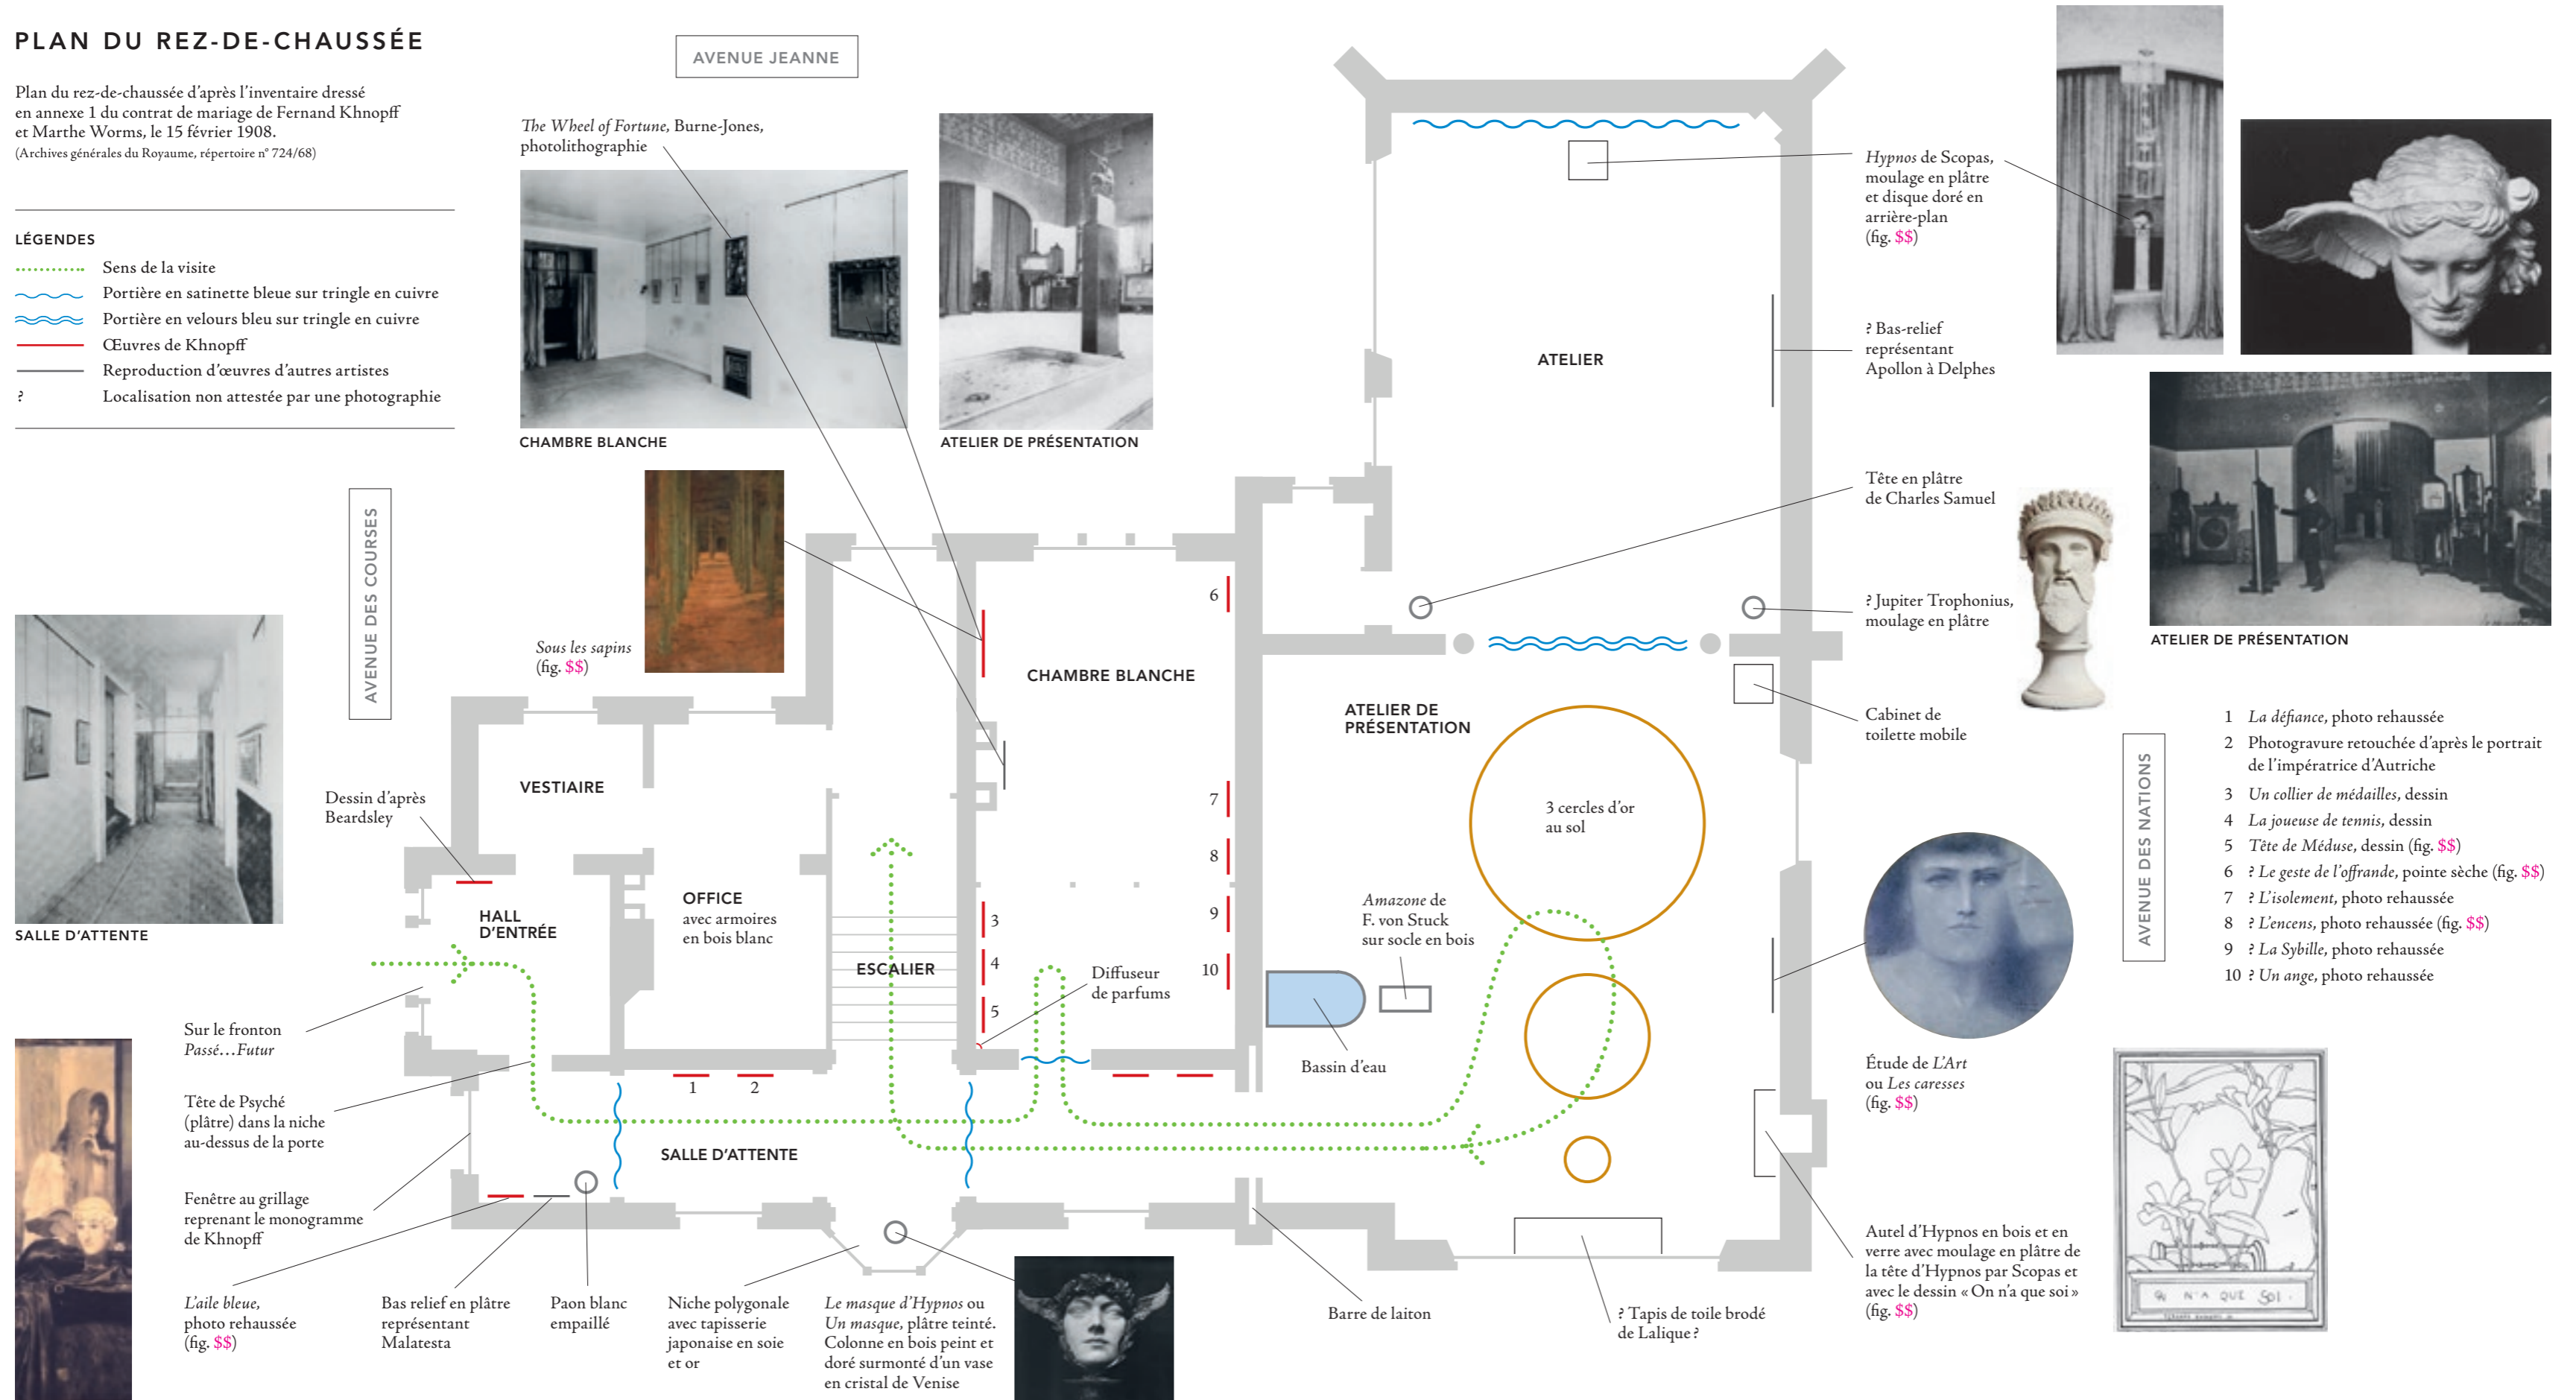 PLAN DU REZ-DE-CHAUSSÉE
Plan du rez-de-chaussée d'après l'inventaire dressé
en annexe 1 du contrat de mariage de Fernand Khnopff
et Marthe Worms, le 15 février 1908.
(Archives générales du Royaume, répertoire n° 724/68)
LÉGENDES
Sens de la visite
Portière en satinette bleue sur tringle en cuivre
Portière en velours bleu sur tringle en cuivre
Œuvres de Khnopff
Reproduction d'œuvres d'autres artistes
? Localisation non attestée par une photographie
AVENUE JEANNE
The Wheel of Fortune, Burne-Jones,
photolithographie
CHAMBRE BLANCHE
ATELIER DE PRÉSENTATION
AVENUE DES COURSES
Sous les sapins
(fig. $$)
SALLE D'ATTENTE
Dessin d'après
Beardsley
VESTIAIRE
HALL
D'ENTRÉE
OFFICE
avec armoires
en bois blanc
ESCALIER
CHAMBRE BLANCHE
6
7
8
9
10
3
4
5
Diffuseur
de parfums
1
2
SALLE D'ATTENTE
Sur le fronton
Passé…Futur
Tête de Psyché
(plâtre) dans la niche
au-dessus de la porte
Fenêtre au grillage
reprenant le monogramme
de Khnopff
L'aile bleue,
photo rehaussée
(fig. $$)
Bas relief en plâtre
représentant
Malatesta
Paon blanc
empaillé
Niche polygonale
avec tapisserie
japonaise en soie
et or
Le masque d'Hypnos ou
Un masque, plâtre teinté.
Colonne en bois peint et
doré surmonté d'un vase
en cristal de Venise
ATELIER
ATELIER DE
PRÉSENTATION
3 cercles d'or
au sol
Amazone de
F. von Stuck
sur socle en bois
Bassin d'eau
Barre de laiton
? Tapis de toile brodé
de Lalique ?
Hypnos de Scopas,
moulage en plâtre
et disque doré en
arrière-plan
(fig. $$)
? Bas-relief
représentant
Apollon à Delphes
Tête en plâtre
de Charles Samuel
? Jupiter Trophonius,
moulage en plâtre
ATELIER DE PRÉSENTATION
Cabinet de
toilette mobile
AVENUE DES NATIONS
1 La défiance, photo rehaussée
2 Photogravure retouchée d'après le portrait
de l'impératrice d'Autriche
3 Un collier de médailles, dessin
4 La joueuse de tennis, dessin
5 Tête de Méduse, dessin (fig. $$)
6 ? Le geste de l'offrande, pointe sèche (fig. $$)
7 ? L'isolement, photo rehaussée
8 ? L'encens, photo rehaussée (fig. $$)
9 ? La Sybille, photo rehaussée
10 ? Un ange, photo rehaussée
Étude de L'Art
ou Les caresses
(fig. $$)
Autel d'Hypnos en bois et en
verre avec moulage en plâtre de
la tête d'Hypnos par Scopas et
avec le dessin « On n'a que soi »
(fig. $$)
N'A QUE SOI.